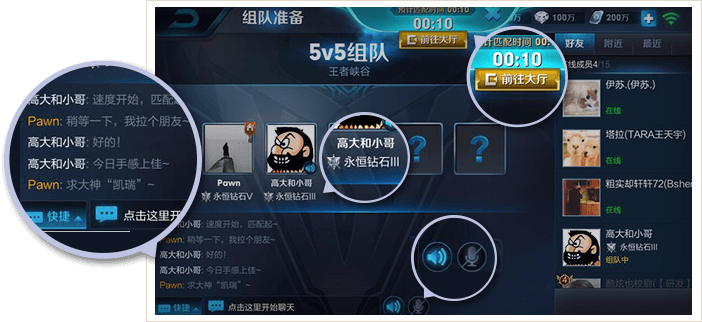 组队准备
预计匹配时间 00:10
00:10
前往大厅
100万
200万
5v5组队
王者峡谷
00:10
前往大厅
好友
附近
最近
4/15
伊苏.(伊苏.)
在线
塔拉(TARA王天宇)
在线
粗实却轩轩72(Bshe
在线
高大和小哥
永恒钻石III
组队中
Pawn
永恒钻石V
高大和小哥
永恒钻石III
高大和小哥
永恒钻石III
?
?
高大和小哥: 速度开始，匹配起
Pawn: 稍等一下，我拉个朋友~
高大和小哥: 好的！
高大和小哥: 今日手感上佳~
Pawn: 求大神“凯瑞”~
快捷
点击这里开
高大和小哥: 速度开始，匹配起~
Pawn: 稍等一下，我拉个朋友~
高大和小哥: 好的！
高大和小哥: 今日手感上佳~
Pawn: 求大神“凯瑞”~
快捷
点击这里开始聊天
4